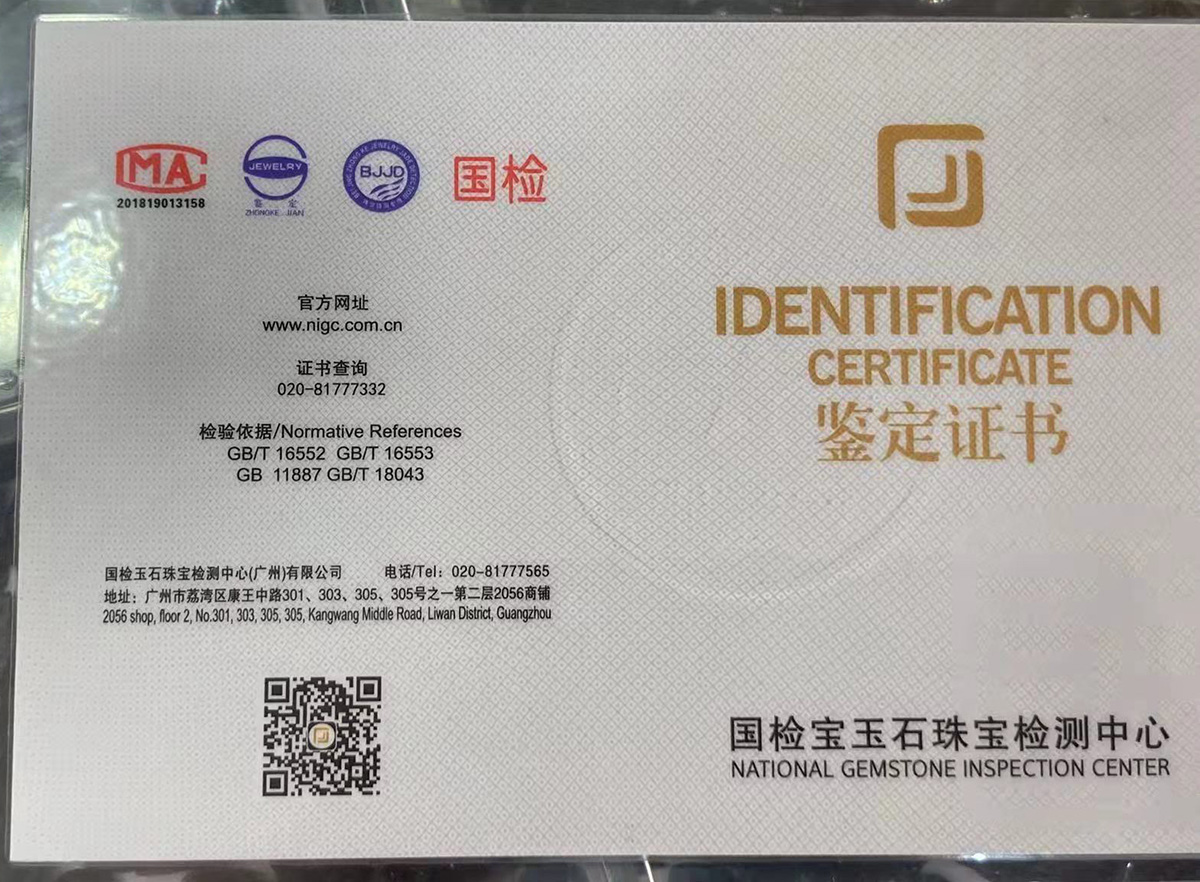 MA
201819013158
JEWELRY
鉴 定
ZHONGKE JIAN
BJJD
国检
官方网址
www.nigc.com.cn
证书查询
020-81777332
检验依据/Normative References
GB/T 16552 GB/T 16553
GB 11887 GB/T 18043
国检玉石珠宝检测中心(广州)有限公司 电话/Tel: 020-81777565
地址: 广州市荔湾区康王中路301、303、305、305号之一第二层2056商铺
2056 shop, floor 2, No.301, 303, 305, 305, Kangwang Middle Road, Liwan District, Guangzhou
IDENTIFICATION
CERTIFICATE
鉴定证书
国检宝玉石珠宝检测中心
NATIONAL GEMSTONE INSPECTION CENTER